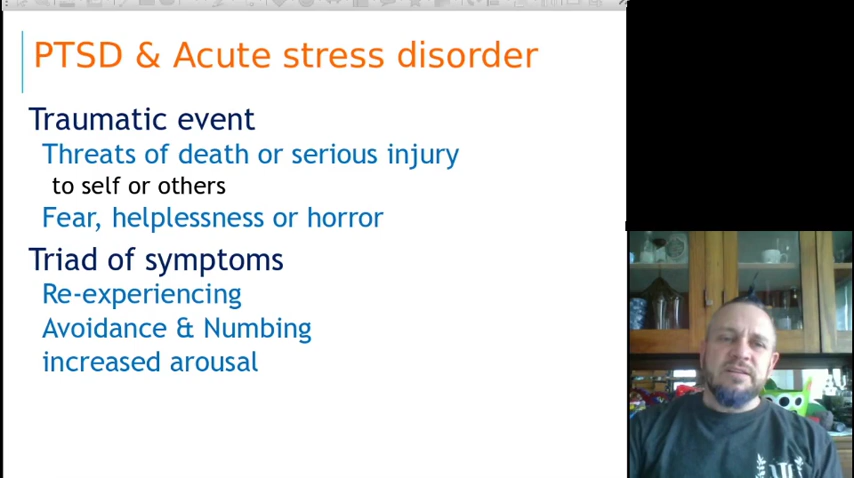 PTSD & Acute stress disorder
Traumatic event
Threats of death or serious injury
to self or others
Fear, helplessness or horror
Triad of symptoms
Re-experiencing
Avoidance & Numbing
increased arousal